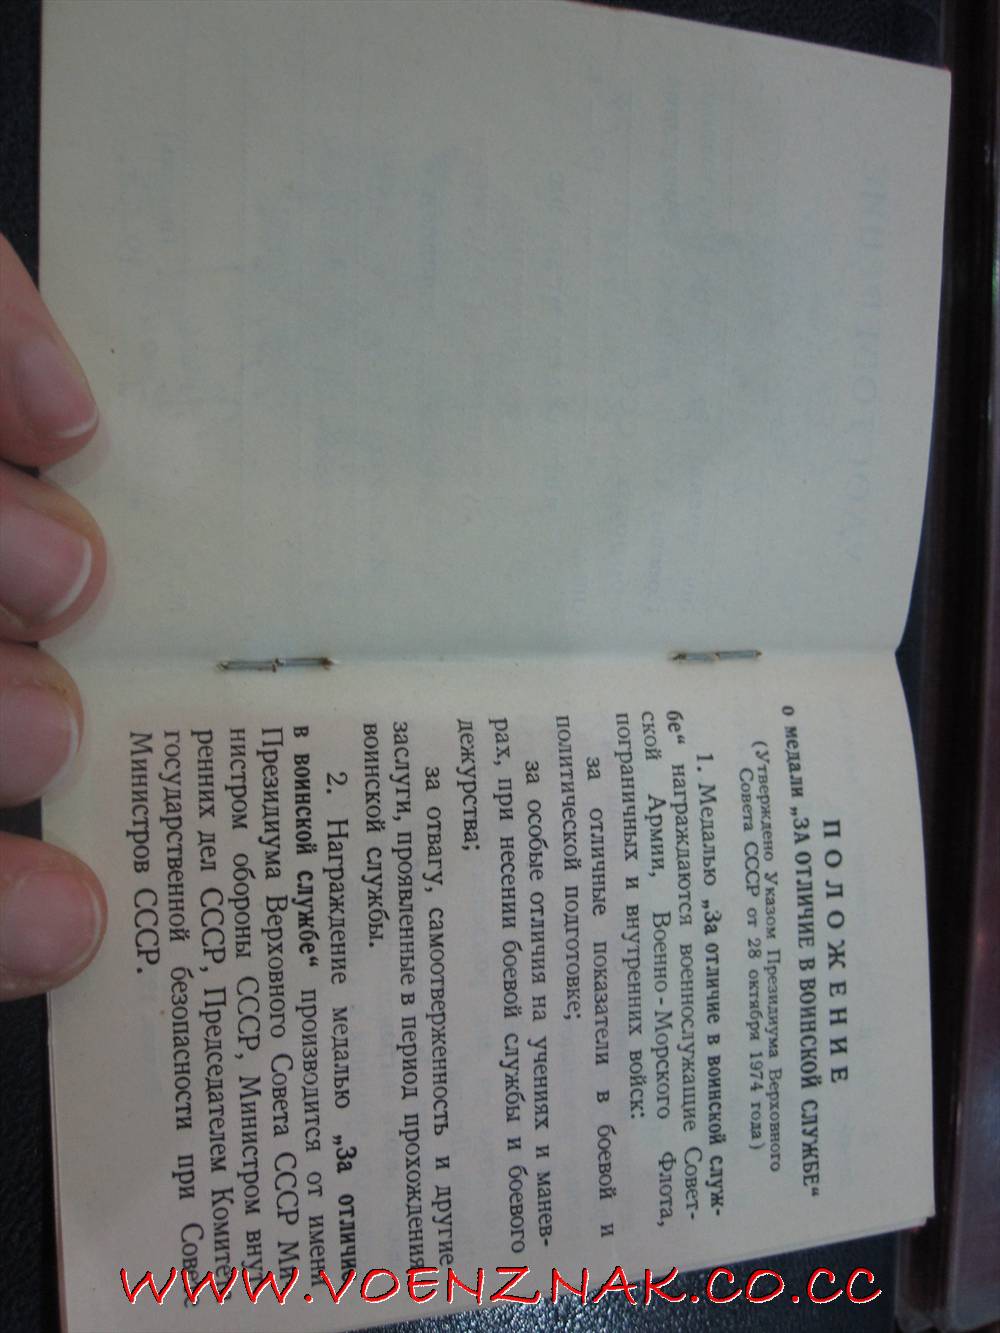 ПОЛОЖЕНИЕ
о медали „ЗА ОТЛИЧИЕ В ВОИНСКОЙ СЛУЖБЕ“
(Утверждено Указом Президиума Верховного
Совета СССР от 28 октября 1974 года)
1. Медалью „За отличие в воинской служ-
бе“ награждаются военнослужащие Совет-
ской Армии, Военно-Морского Флота,
пограничных и внутренних войск:
за отличные показатели в боевой и
политической подготовке;
за особые отличия на учениях и манев-
рах, при несении боевой службы и боевого
дежурства;
за отвагу, самоотверженность и другие
заслуги, проявленные в период прохождения
воинской службы.
2. Награждение медалью „За отличие
в воинской службе“ производится от имени
Президиума Верховного Совета СССР Ми-
нистром обороны СССР, Министром внут-
ренних дел СССР, Председателем Комитета
государственной безопасности при Совете
Министров СССР.
WWW.VOENZNAK.CO.CC